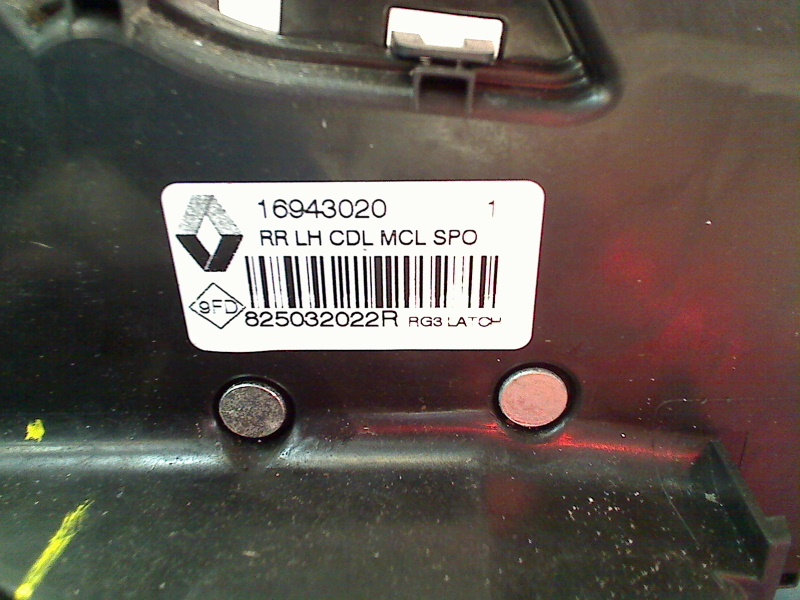 16943020 1
RR LH CDL MCL SPO
9FD
825032022R RG3 LATCH